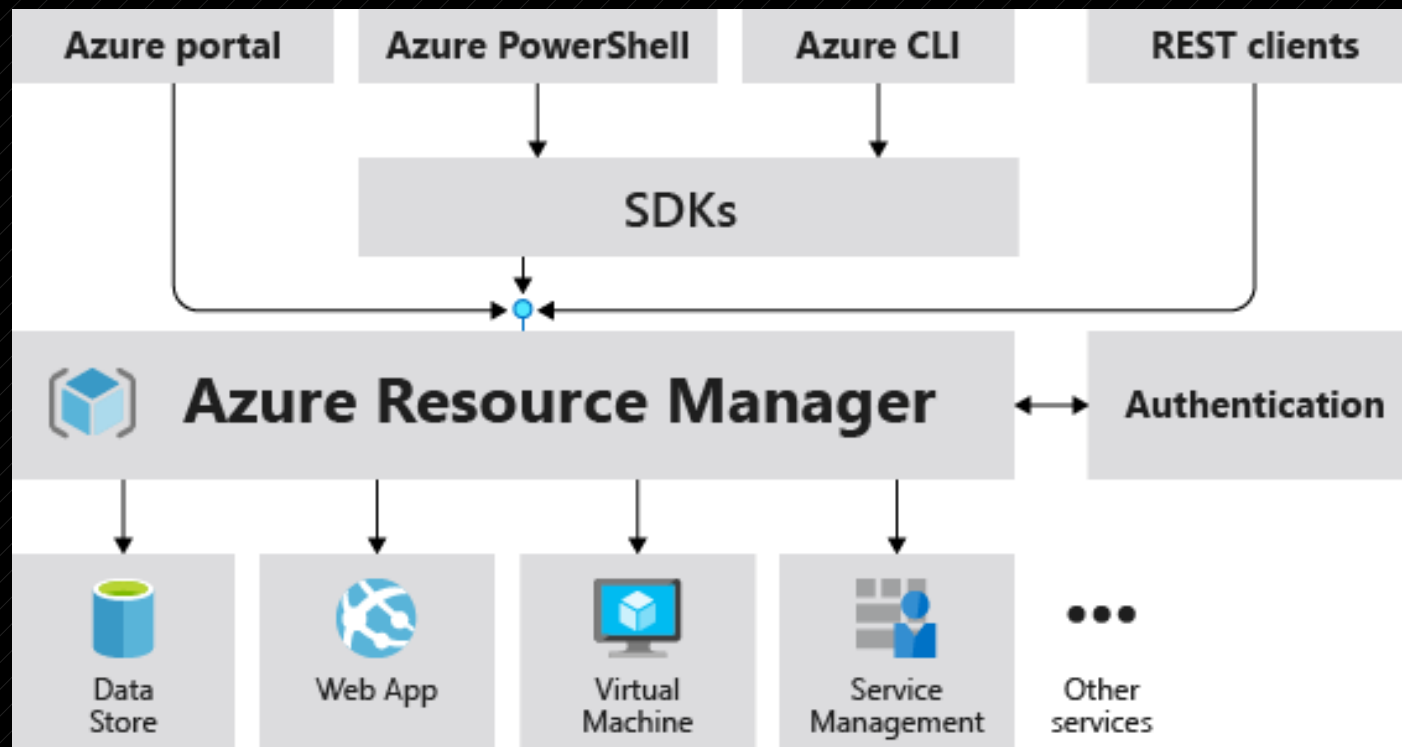 Azure portal
Azure PowerShell
Azure CLI
REST clients
SDKs
Azure Resource Manager
Authentication
Data
Store
Web App
Virtual
Machine
Service
Management
Other
services